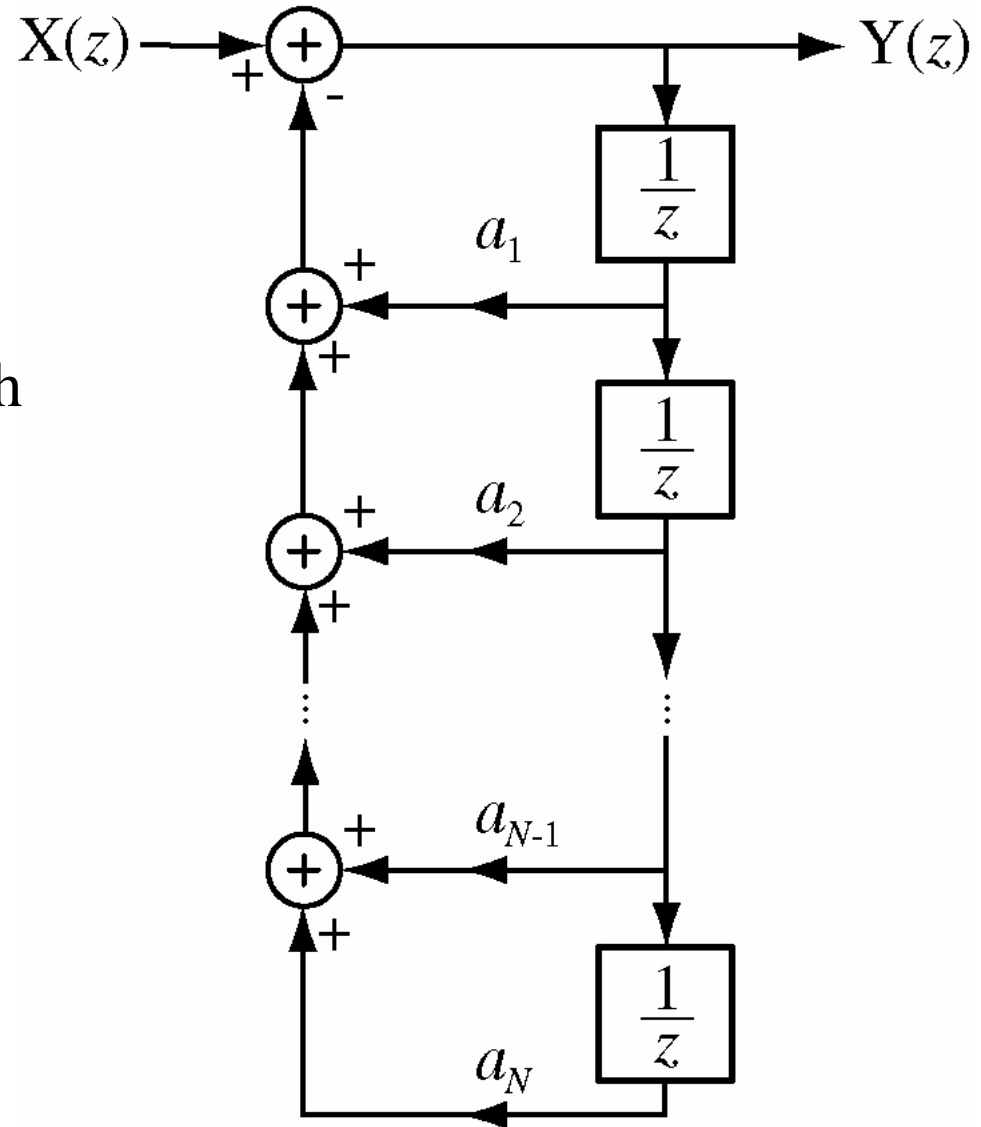 X(z) + + - Y(z)
1
z
a1
+ +
+
h
1
z
a2
+ +
+
⋮ ⋮
aN-1
+ +
+
1
z
aN